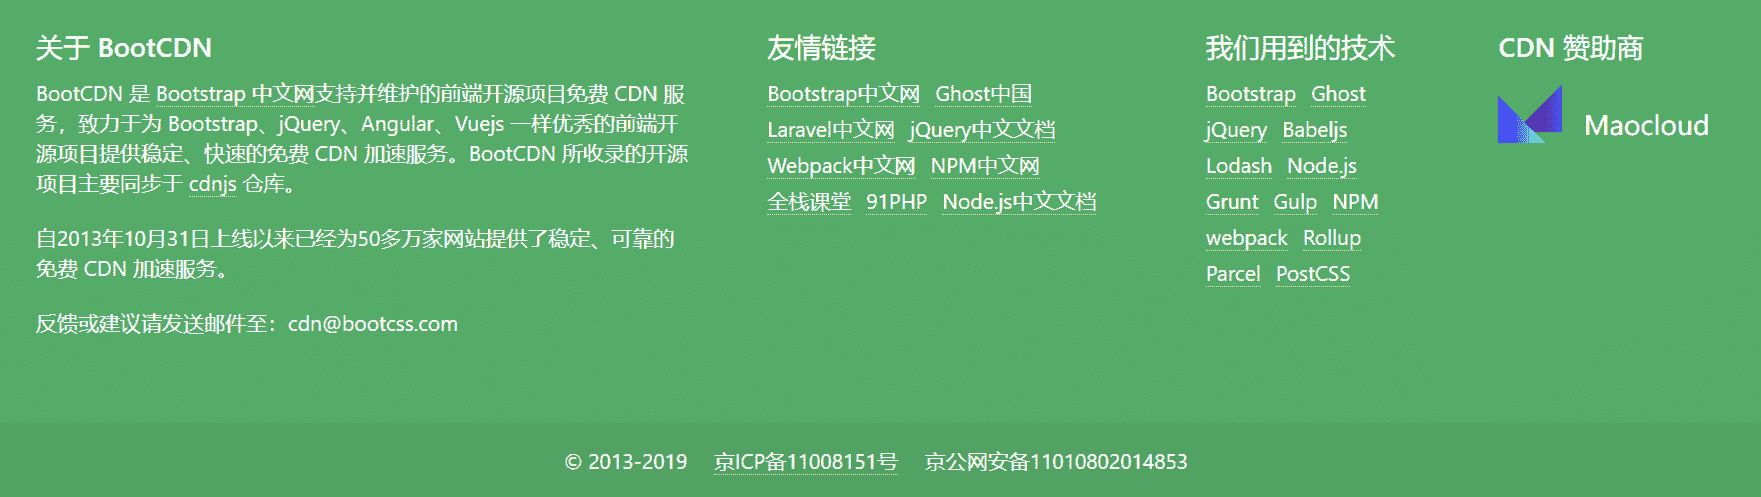 关于 BootCDN
BootCDN 是 Bootstrap 中文网支持并维护的前端开源项目免费 CDN 服
务，致力于为 Bootstrap、jQuery、Angular、Vuejs 一样优秀的前端开
源项目提供稳定、快速的免费 CDN 加速服务。BootCDN 所收录的开源
项目主要同步于 cdnjs 仓库。
自2013年10月31日上线以来已经为50多万家网站提供了稳定、可靠的
免费 CDN 加速服务。
反馈或建议请发送邮件至：cdn@bootcss.com
友情链接
Bootstrap中文网 Ghost中国
Laravel中文网 jQuery中文文档
Webpack中文网 NPM中文网
全栈课堂 91PHP Node.js中文文档
我们用到的技术
Bootstrap Ghost
jQuery Babeljs
Lodash Node.js
Grunt Gulp NPM
webpack Rollup
Parcel PostCSS
CDN 赞助商
Maocloud
© 2013-2019 京ICP备11008151号 京公网安备11010802014853